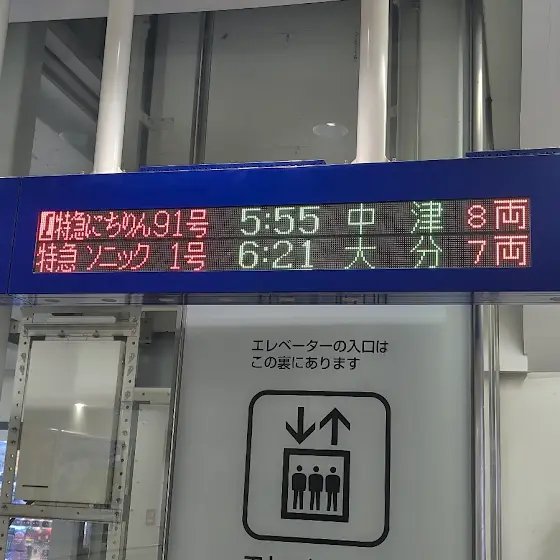 特急にちりん91号 5:55 中 津 8両
特急 ソニック 1号 6:21 大 分 7両
エレベーターの入口は
この裏にあります